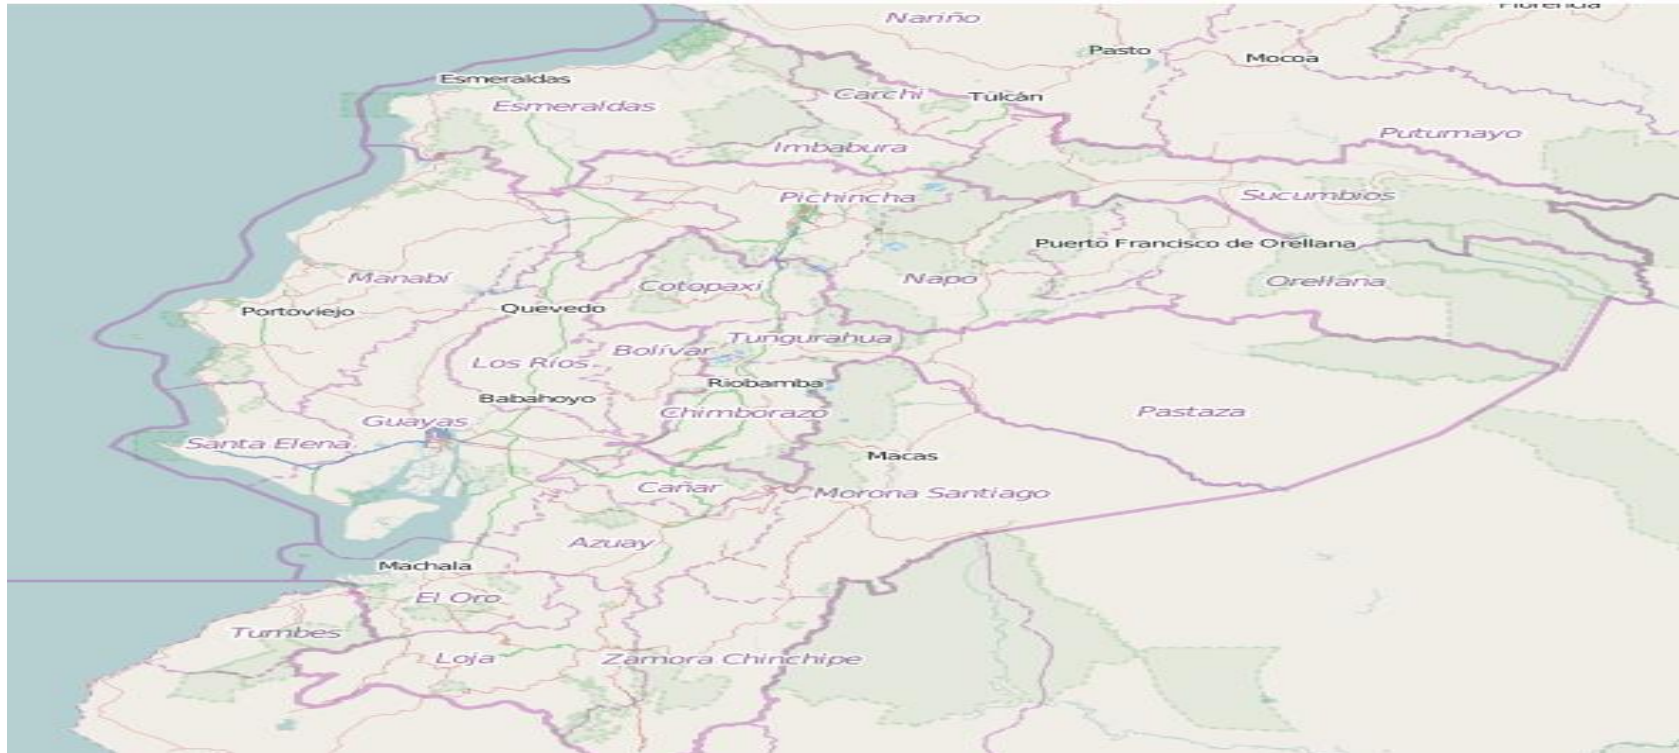 Florencia
Nariño
Pasto
Mocoa
Esmeraldas
Esmeraldas
Carchi
Tulcán
Putumayo
Imbabura
Pichincha
Sucumbíos
Puerto Francisco de Orellana
Manabí
Cotopaxi
Napo
Orellana
Portoviejo
Quevedo
Tungurahua
Bolívar
Los Ríos
Riobamba
Babahoyo
Chimborazo
Pastaza
Guayas
Santa Elena
Macas
Cañar
Morona Santiago
Azuay
Machala
El Oro
Tumbes
Loja
Zamora Chinchipe